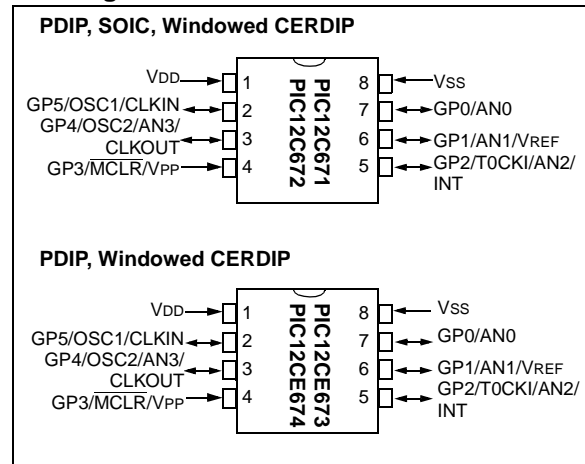 PDIP, SOIC, Windowed CERDIP
VDD
1
8
VSS
GP5/OSC1/CLKIN
2
7
GP0/AN0
GP4/OSC2/AN3/
CLKOUT
3
6
GP1/AN1/VREF
GP3/MCLR/VPP
4
5
GP2/T0CKI/AN2/
INT
PIC12C671
PIC12C672
PDIP, Windowed CERDIP
VDD
1
8
VSS
GP5/OSC1/CLKIN
2
7
GP0/AN0
GP4/OSC2/AN3/
CLKOUT
3
6
GP1/AN1/VREF
GP3/MCLR/VPP
4
5
GP2/T0CKI/AN2/
INT
PIC12CE673
PIC12CE674